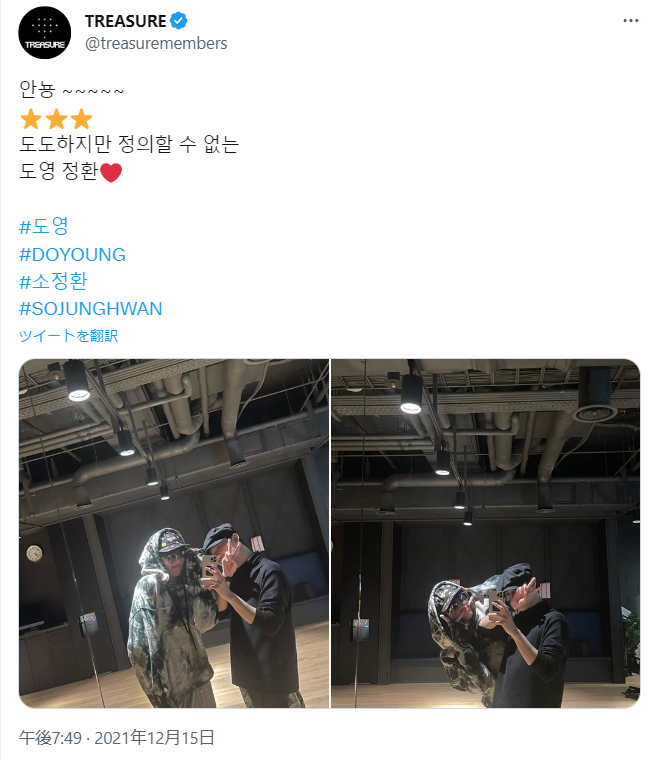 TREASURE
TREASURE
@treasuremembers
안뇽 ~~~~~
⭐⭐⭐
도도하지만 정의할 수 없는
도영 정환❤️
#도영
#DOYOUNG
#소정환
#SOJUNGHWAN
ツイートを翻訳
午後7:49 · 2021年12月15日